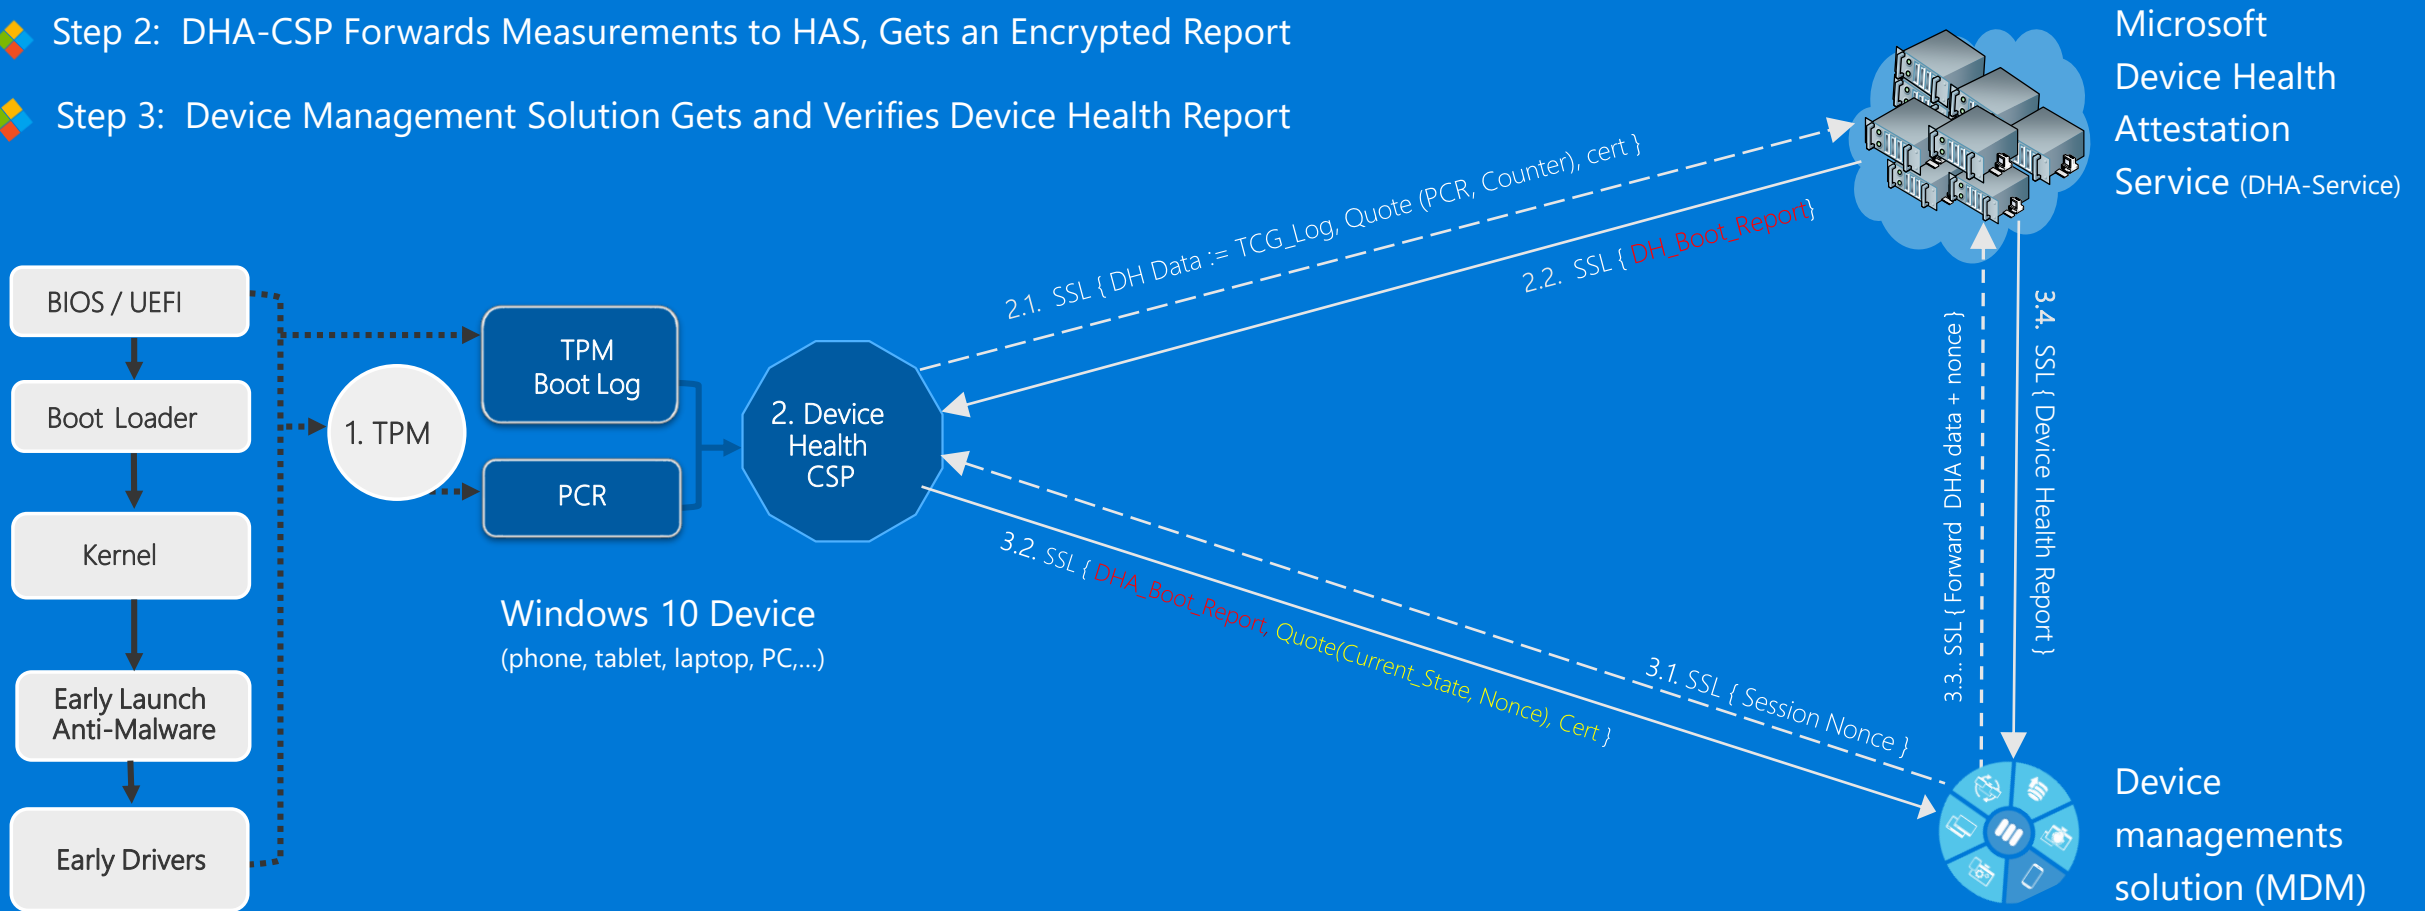 Step 2: DHA-CSP Forwards Measurements to HAS, Gets an Encrypted Report
Step 3: Device Management Solution Gets and Verifies Device Health Report
Microsoft
Device Health
Attestation
Service (DHA-Service)
2.1. SSL { DH Data := TCG_Log, Quote (PCR, Counter), cert }
2.2. SSL { DH_Boot_Report}
BIOS / UEFI
Boot Loader
Kernel
Early Launch
Anti-Malware
Early Drivers
1. TPM
TPM
Boot Log
PCR
2. Device
Health
CSP
Windows 10 Device
(phone, tablet, laptop, PC,...)
3.2. SSL { DHA_Boot_Report, Quote(Current_State, Nonce), Cert }
3.1. SSL { Session Nonce }
3.3.. SSL { Forward DHA data + nonce }
3.4. SSL { Device Health Report }
Device
managements
solution (MDM)